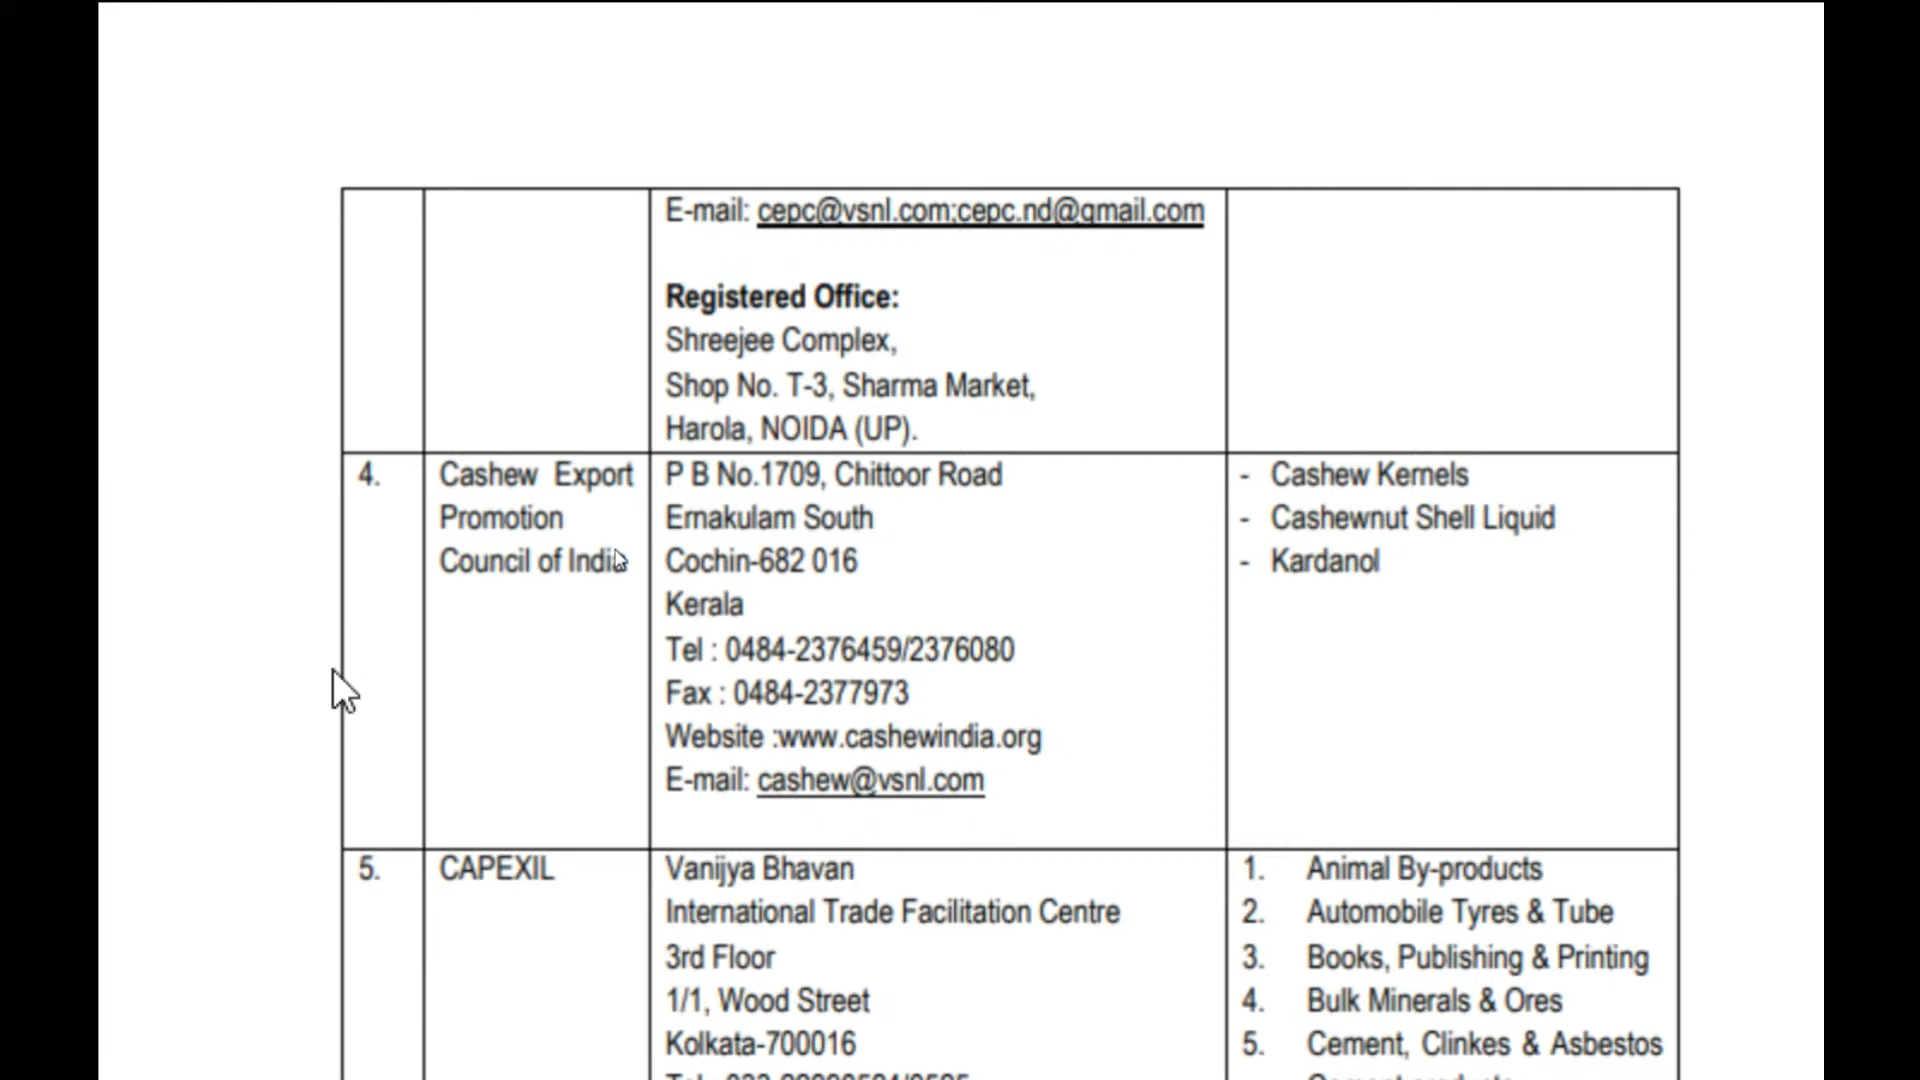 E-mail: cepc@vsnl.com;cepc.nd@gmail.com
Registered Office:
Shreejee Complex,
Shop No. T-3, Sharma Market,
Harola, NOIDA (UP).
4.
Cashew Export
Promotion
Council of India
P B No.1709, Chittoor Road
Ernakulam South
Cochin-682 016
Kerala
Tel : 0484-2376459/2376080
Fax : 0484-2377973
Website :www.cashewindia.org
E-mail: cashew@vsnl.com
- Cashew Kernels
- Cashewnut Shell Liquid
- Kardanol
5.
CAPEXIL
Vanijya Bhavan
International Trade Facilitation Centre
3rd Floor
1/1, Wood Street
Kolkata-700016
1. Animal By-products
2. Automobile Tyres & Tube
3. Books, Publishing & Printing
4. Bulk Minerals & Ores
5. Cement, Clinkes & Asbestos